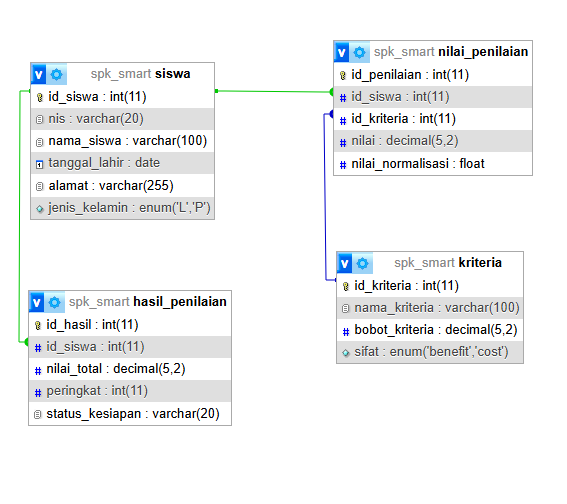 spk_smart siswa
id_siswa : int(11)
nis : varchar(20)
nama_siswa : varchar(100)
tanggal_lahir : date
alamat : varchar(255)
jenis_kelamin : enum('L','P')
spk_smart nilai_penilaian
id_penilaian : int(11)
id_siswa : int(11)
id_kriteria : int(11)
nilai : decimal(5,2)
nilai_normalisasi : float
spk_smart hasil_penilaian
id_hasil : int(11)
id_siswa : int(11)
nilai_total : decimal(5,2)
peringkat : int(11)
status_kesiapan : varchar(20)
spk_smart kriteria
id_kriteria : int(11)
nama_kriteria : varchar(100)
bobot_kriteria : decimal(5,2)
sifat : enum('benefit','cost')